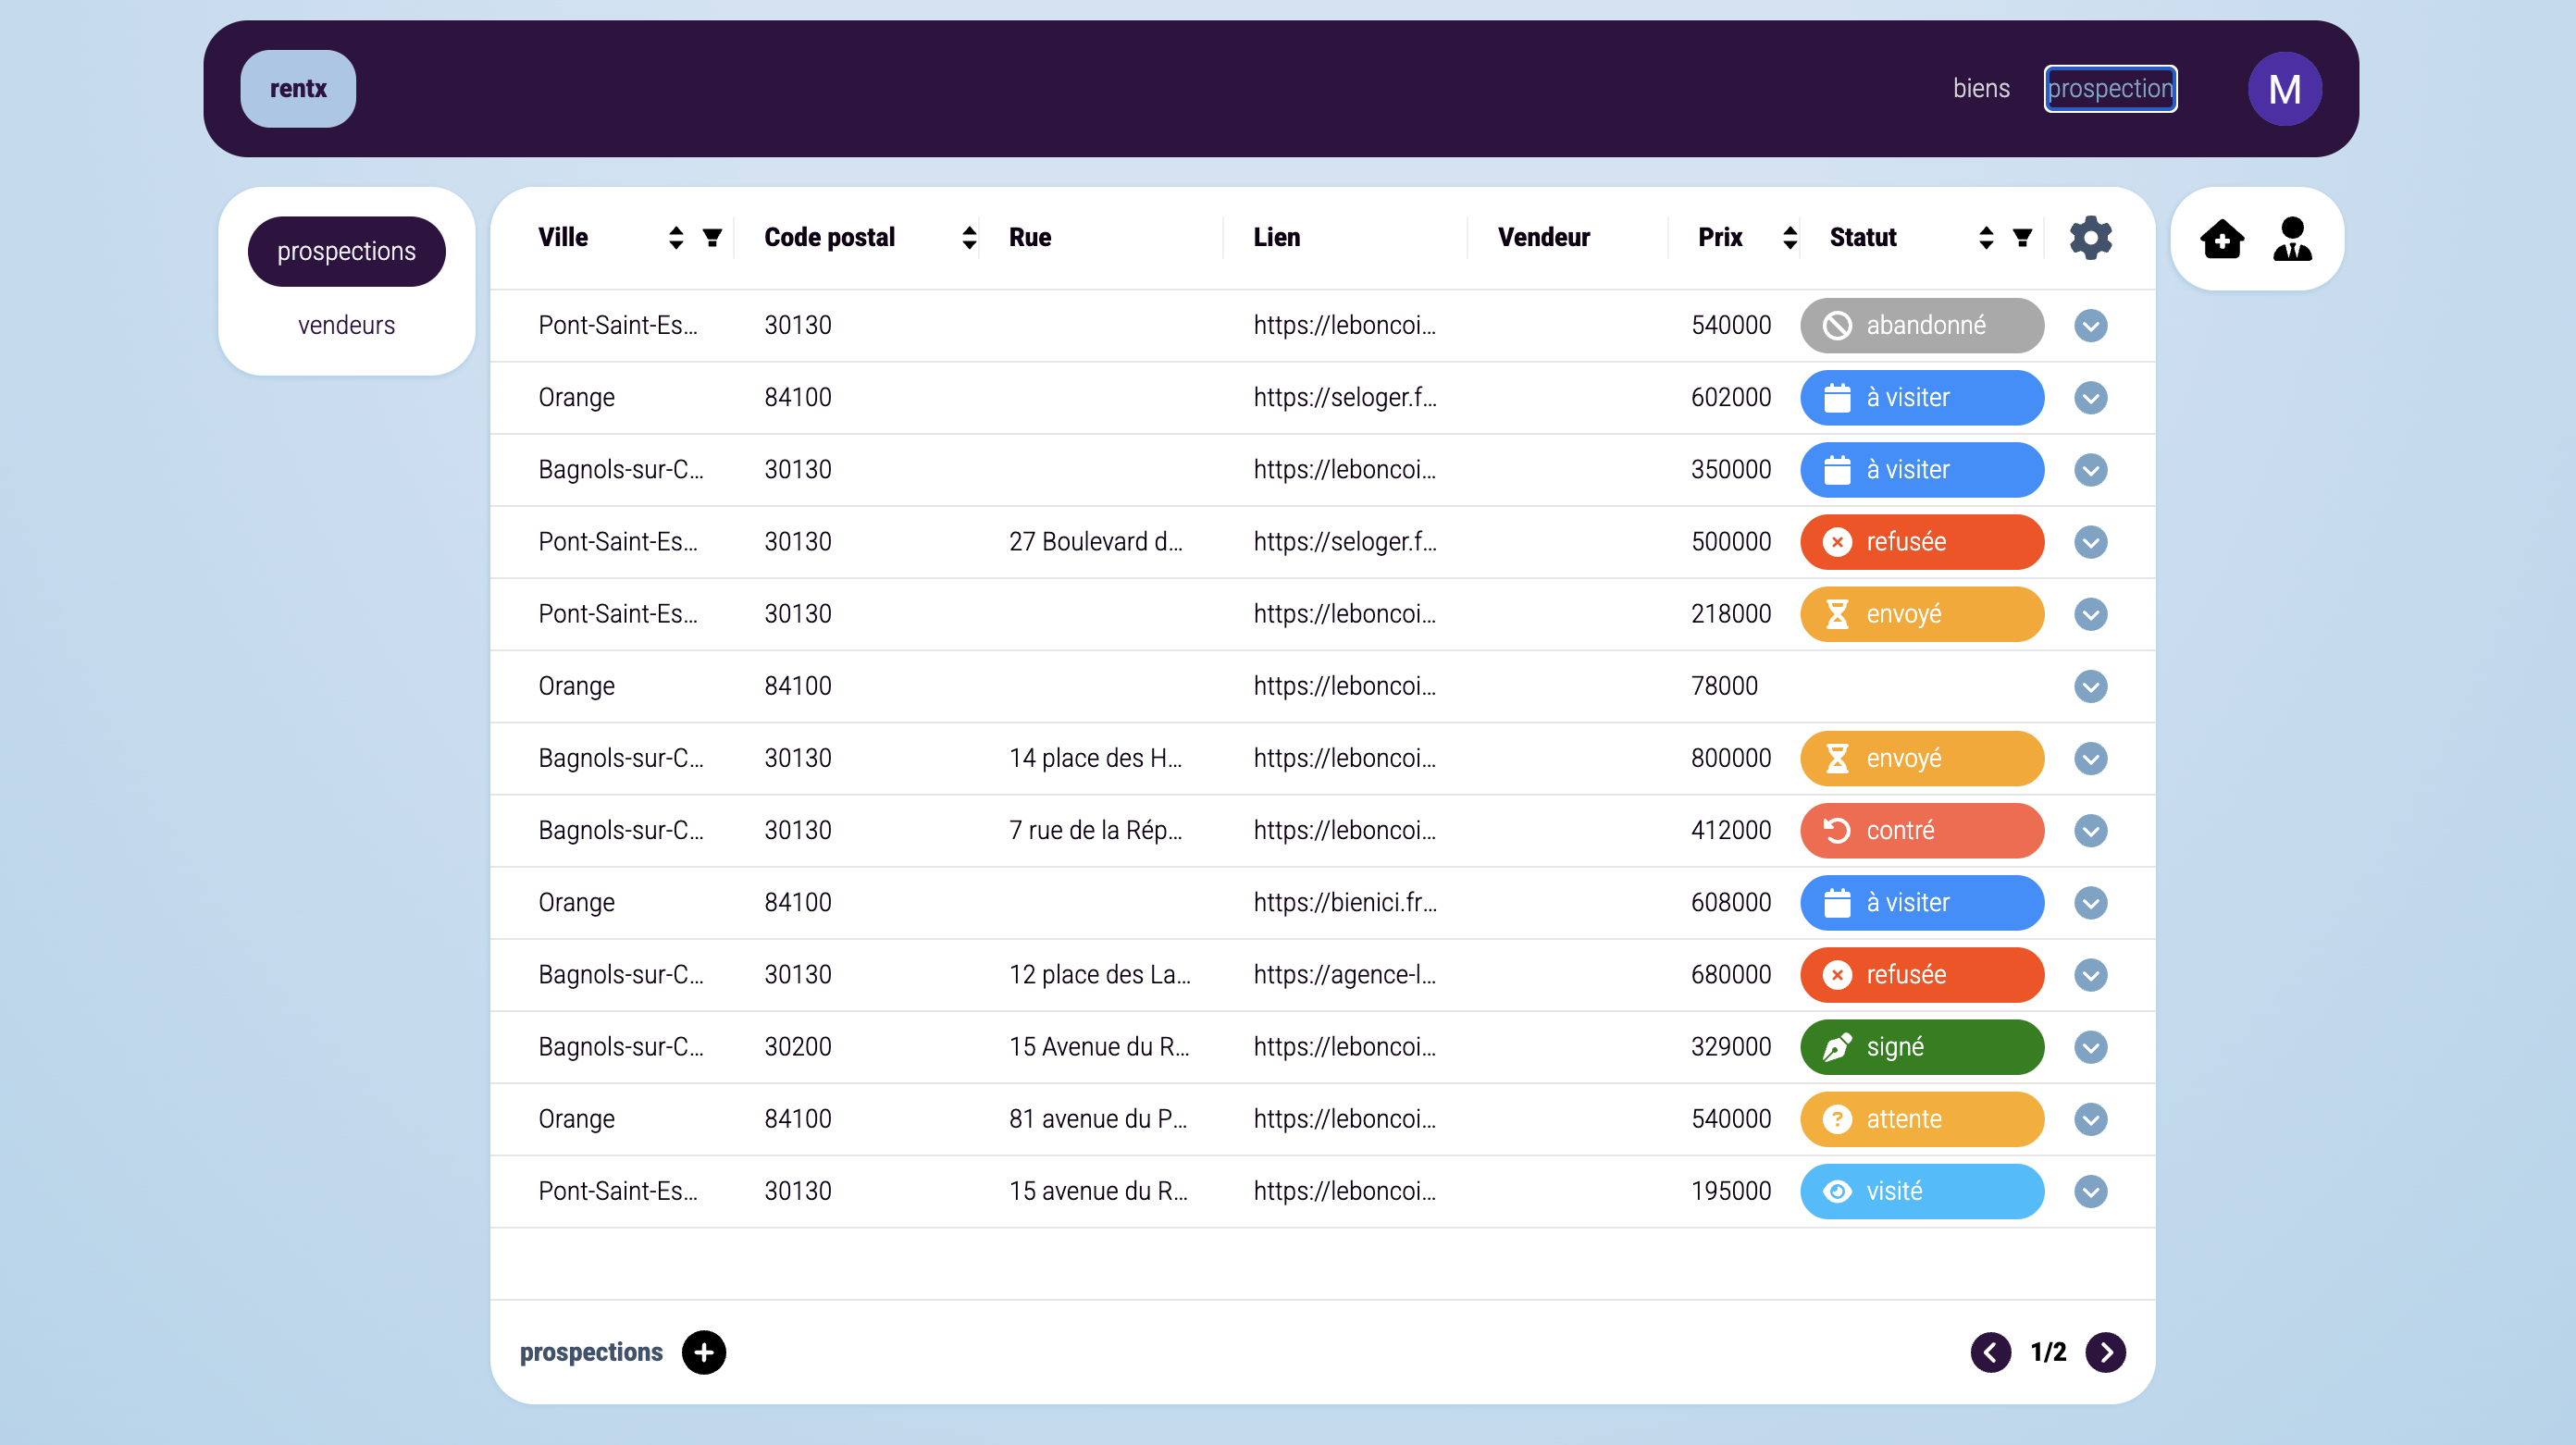 rentx biens prospection M
prospections
vendeurs
Ville Code postal Rue Lien Vendeur Prix Statut
Pont-Saint-Es... 30130 https://leboncoi... 540000 abandonné
Orange 84100 https://seloger.f... 602000 à visiter
Bagnols-sur-C... 30130 https://leboncoi... 350000 à visiter
Pont-Saint-Es... 30130 27 Boulevard d... https://seloger.f... 500000 refusée
Pont-Saint-Es... 30130 https://leboncoi... 218000 envoyé
Orange 84100 https://leboncoi... 78000
Bagnols-sur-C... 30130 14 place des H... https://leboncoi... 800000 envoyé
Bagnols-sur-C... 30130 7 rue de la Rép... https://leboncoi... 412000 contré
Orange 84100 https://bienici.fr... 608000 à visiter
Bagnols-sur-C... 30130 12 place des La... https://agence-l... 680000 refusée
Bagnols-sur-C... 30200 15 Avenue du R... https://leboncoi... 329000 signé
Orange 84100 81 avenue du P... https://leboncoi... 540000 attente
Pont-Saint-Es... 30130 15 avenue du R... https://leboncoi... 195000 visité
prospections 1/2